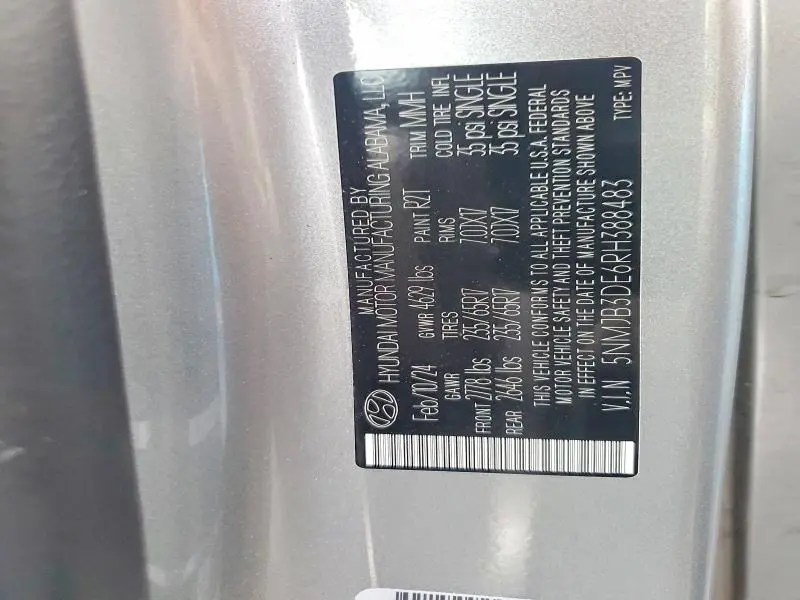 MANUFACTURED BY
HYUNDAI MOTOR MANUFACTURING ALABAMA, LLC
Feb/10/24 GVWR 4629 lbs PAINT R2T TRIM MMH
GAWR TIRES RIMS COLD TIRE INFL
FRONT 2778 lbs 235/65R17 7.0X17 35 psi SINGLE
REAR 2646 lbs 235/65R17 7.0X17 35 psi SINGLE
THIS VEHICLE CONFORMS TO ALL APPLICABLE U.S.A. FEDERAL
MOTOR VEHICLE SAFETY AND THEFT PREVENTION STANDARDS
IN EFFECT ON THE DATE OF MANUFACTURE SHOWN ABOVE
V.I.N 5NMJB3DE6RH388483 TYPE: MPV